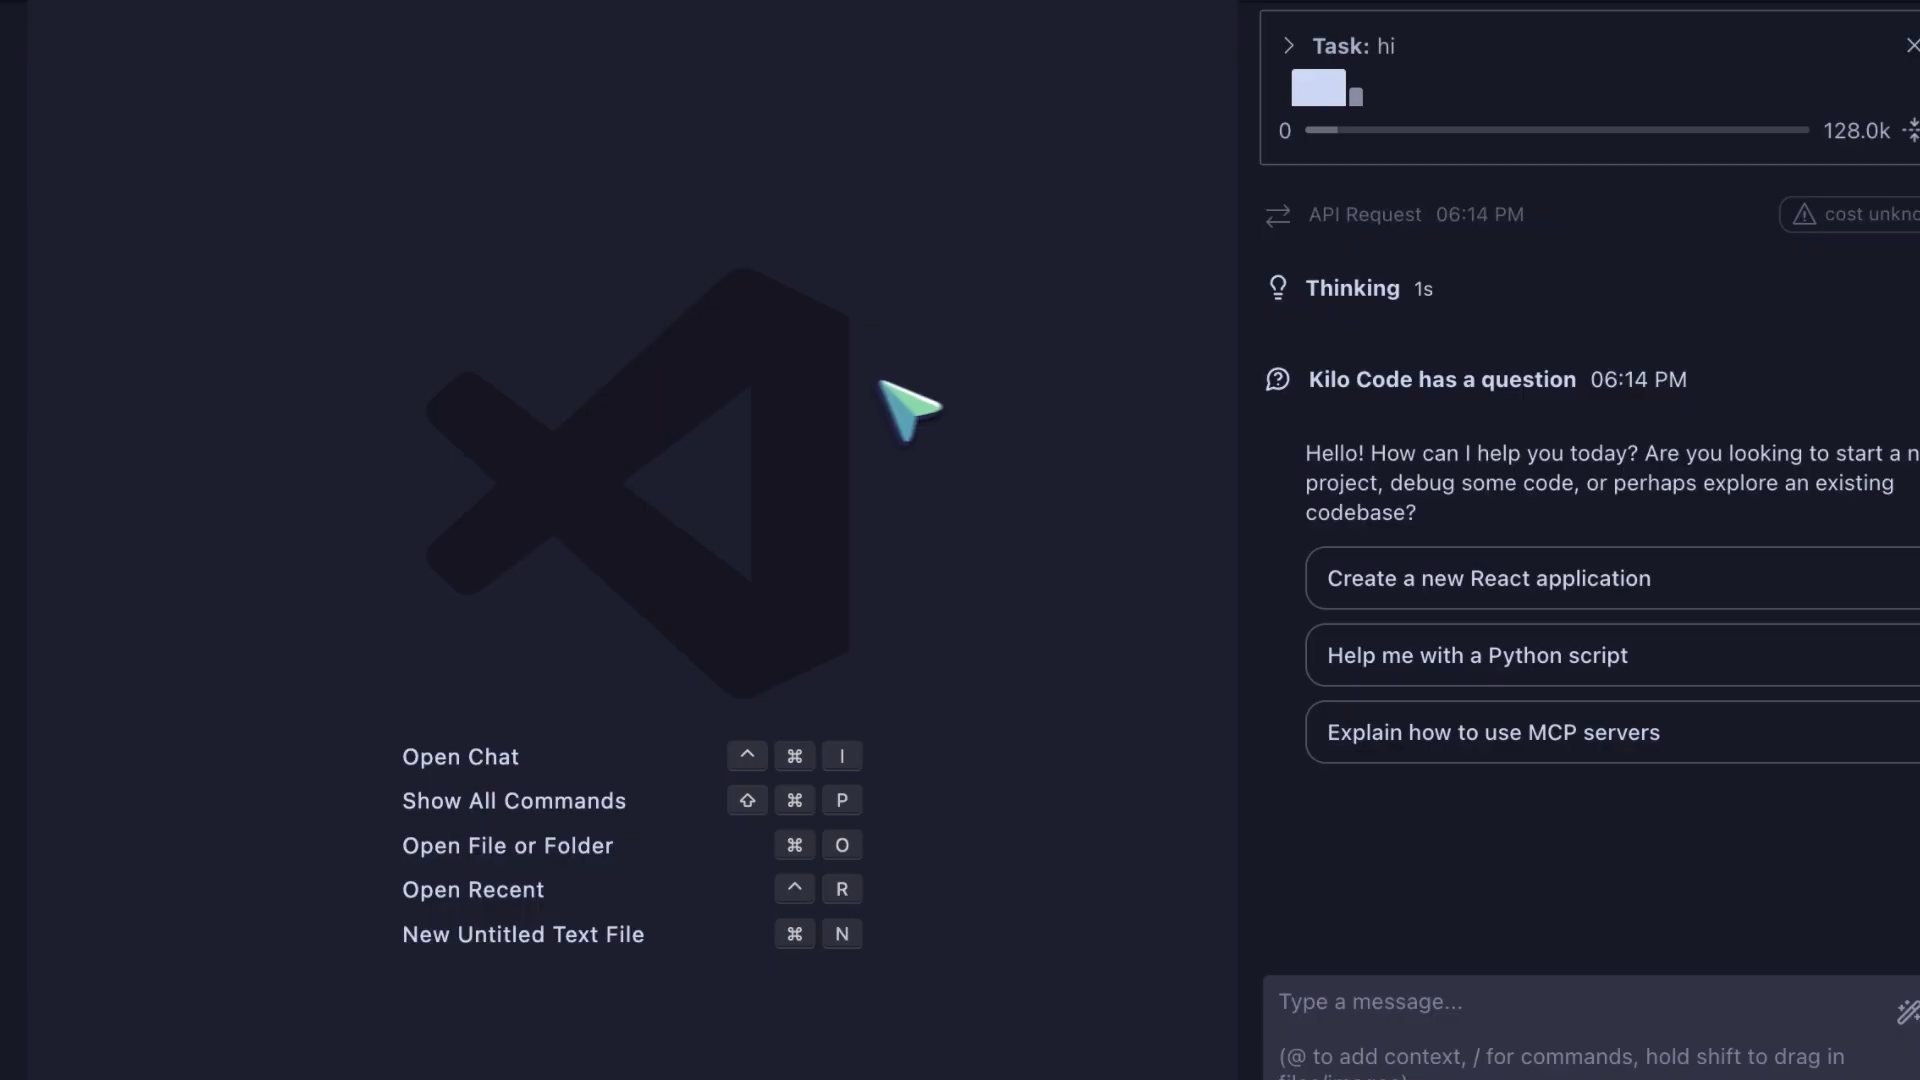 Open Chat ^ ⌘ I
Show All Commands ⇧ ⌘ P
Open File or Folder ⌘ O
Open Recent ^ R
New Untitled Text File ⌘ N
Task: hi
0 128.0k
API Request 06:14 PM cost unkno
Thinking 1s
Kilo Code has a question 06:14 PM
Hello! How can I help you today? Are you looking to start a n
project, debug some code, or perhaps explore an existing
codebase?
Create a new React application
Help me with a Python script
Explain how to use MCP servers
Type a message...
(@ to add context, / for commands, hold shift to drag in